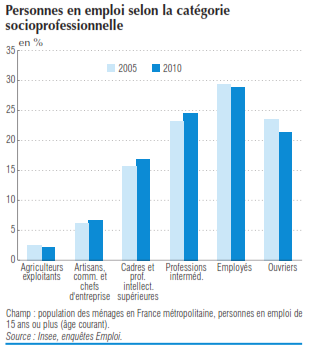 Personnes en emploi selon la catégorie
socioprofessionnelle
en %
35
30
25
20
15
10
5
0
2005
2010
Agriculteurs
exploitants
Artisans,
comm. et
chefs
d'entreprise
Cadres et
prof.
intellect.
supérieures
Professions
interméd.
Employés
Ouvriers
Champ : population des ménages en France métropolitaine, personnes en emploi de
15 ans ou plus (âge courant).
Source : Insee, enquêtes Emploi.